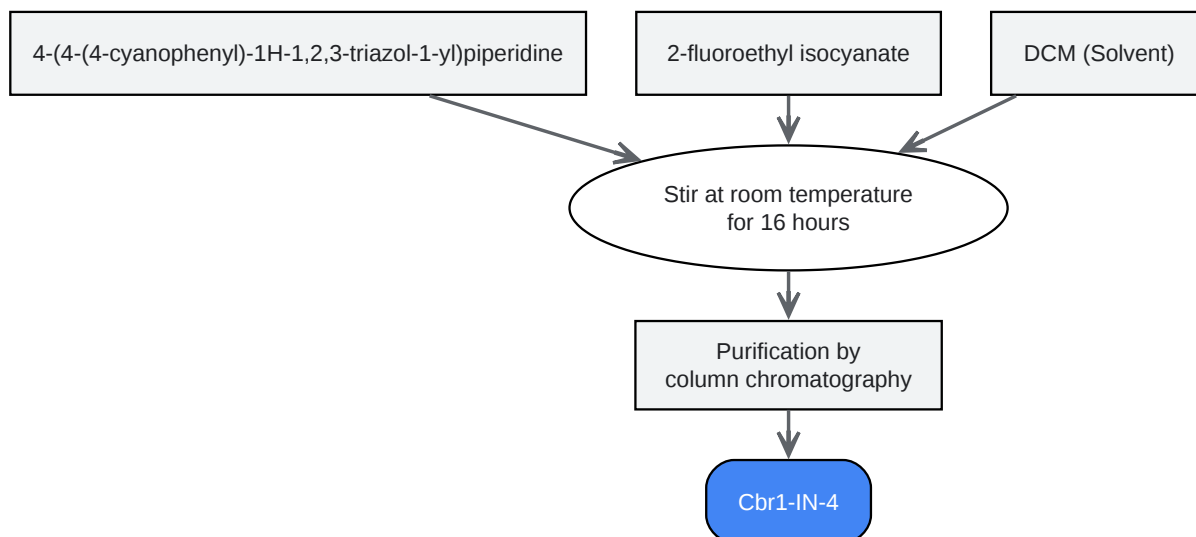 4-(4-(4-cyanophenyl)-1H-1,2,3-triazol-1-yl)piperidine
2-fluoroethyl isocyanate
DCM (Solvent)
Stir at room temperature
for 16 hours
Purification by
column chromatography
Cbr1-IN-4